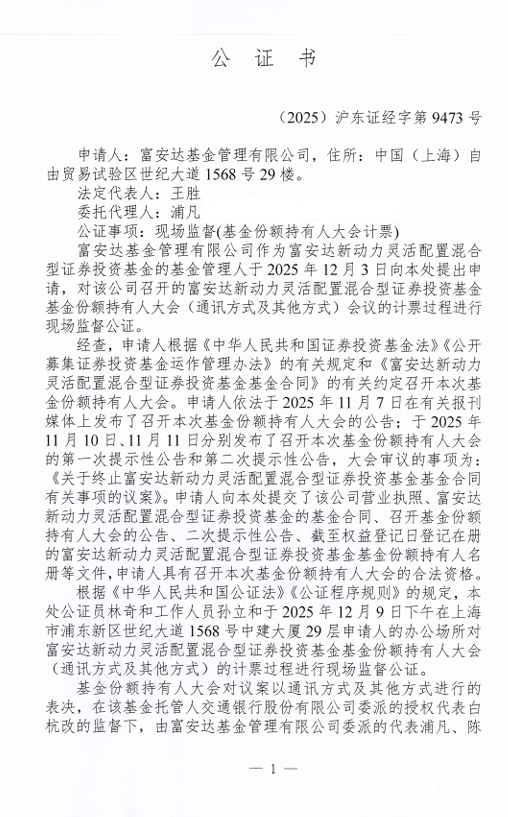 公 证 书
（2025）沪东证经字第 9473 号
申请人：富安达基金管理有限公司，住所：中国（上海）自
由贸易试验区世纪大道 1568 号 29 楼。
法定代表人：王胜
委托代理人：浦凡
公证事项：现场监督(基金份额持有人大会计票)
富安达基金管理有限公司作为富安达新动力灵活配置混合
型证券投资基金的基金管理人于 2025 年 12 月 3 日向本处提出申
请，对该公司召开的富安达新动力灵活配置混合型证券投资基金
基金份额持有人大会（通讯方式及其他方式）会议的计票过程进行
现场监督公证。
经查，申请人根据《中华人民共和国证券投资基金法》《公开
募集证券投资基金运作管理办法》的有关规定和《富安达新动力
灵活配置混合型证券投资基金基金合同》的有关约定召开本次基
金份额持有人大会。申请人依法于 2025 年 11 月 7 日在有关报刊
媒体上发布了召开本次基金份额持有人大会的公告；于 2025 年
11 月 10 日、11 月 11 日分别发布了召开本次基金份额持有人大会
的第一次提示性公告和第二次提示性公告，大会审议的事项为：
《关于终止富安达新动力灵活配置混合型证券投资基金基金合同
有关事项的议案》。申请人向本处提交了该公司营业执照、富安达
新动力灵活配置混合型证券投资基金的基金合同、召开基金份额
持有人大会的公告、二次提示性公告、截至权益登记日登记在册
的富安达新动力灵活配置混合型证券投资基金基金份额持有人名
册等文件，申请人具有召开本次基金份额持有人大会的合法资格。
根据《中华人民共和国公证法》《公证程序规则》的规定，本
处公证员林奇和工作人员孙立和于 2025 年 12 月 9 日下午在上海
市浦东新区世纪大道 1568 号中建大厦 29 层申请人的办公场所对
富安达新动力灵活配置混合型证券投资基金基金份额持有人大会
（通讯方式及其他方式）的计票过程进行现场监督公证。
基金份额持有人大会对议案以通讯方式及其他方式进行的
表决，在该基金托管人交通银行股份有限公司委派的授权代表白
杭改的监督下，由富安达基金管理有限公司委派的代表浦凡、陈
— 1 —